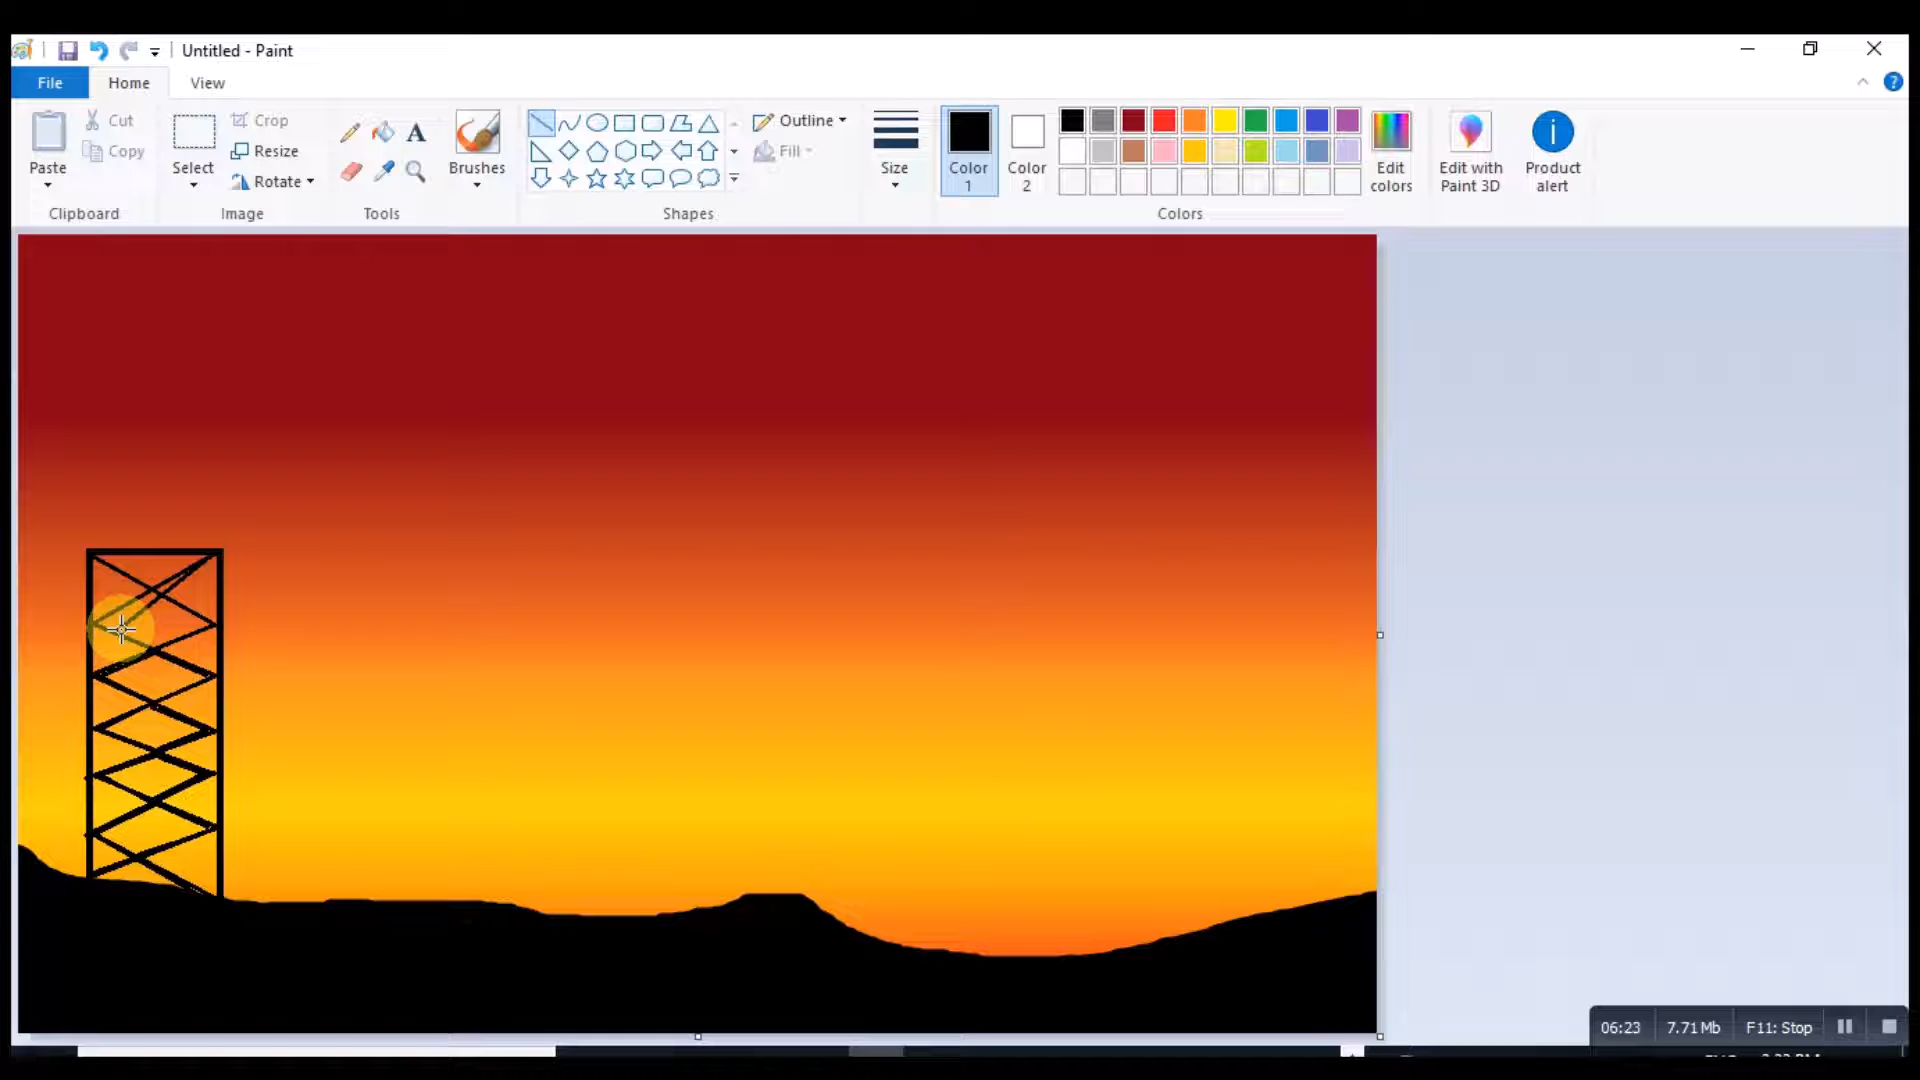 Untitled - Paint
File Home View
Paste Cut Copy Clipboard
Select Crop Resize Rotate Image
A Tools
Brushes
Outline Fill Shapes
Size
Color 1
Color 2
Edit colors Colors
Edit with Paint 3D
Product alert
06:23 7.71 Mb F11: Stop